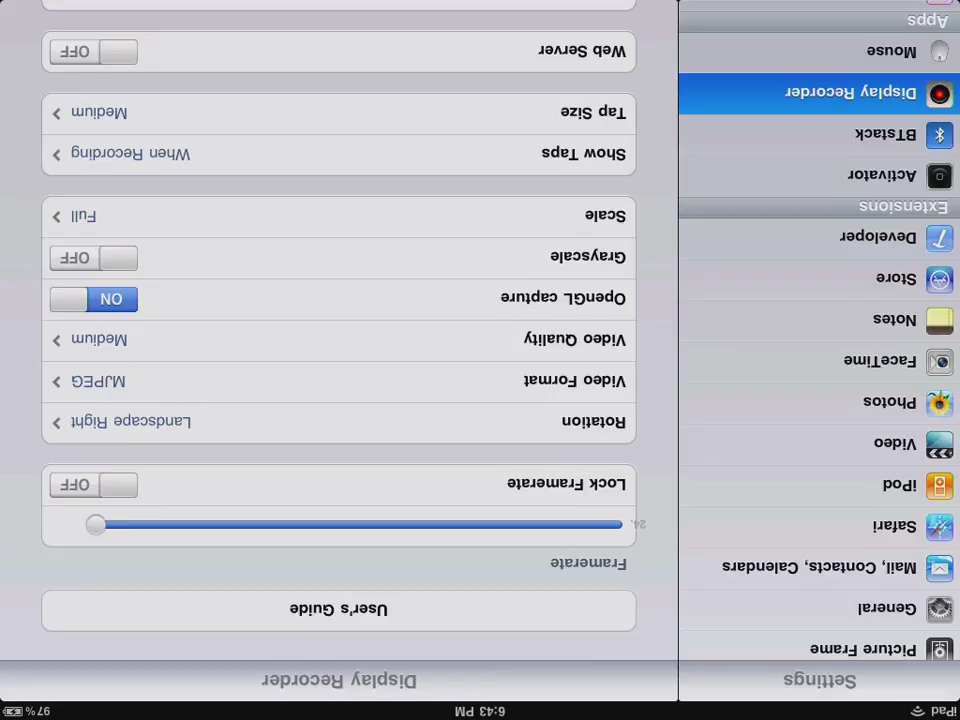 iPad
6:43 PM
97%
Settings
Picture Frame
General
Mail, Contacts, Calendars
Safari
iPod
Video
Photos
FaceTime
Notes
Store
Developer
Extensions
Activator
BTstack
Display Recorder
Mouse
Apps
Display Recorder
User's Guide
Framerate
24.
Lock Framerate OFF
Rotation Landscape Right
Video Format MJPEG
Video Quality Medium
OpenGL capture ON
Grayscale OFF
Scale Full
Show Taps When Recording
Tap Size Medium
Web Server OFF